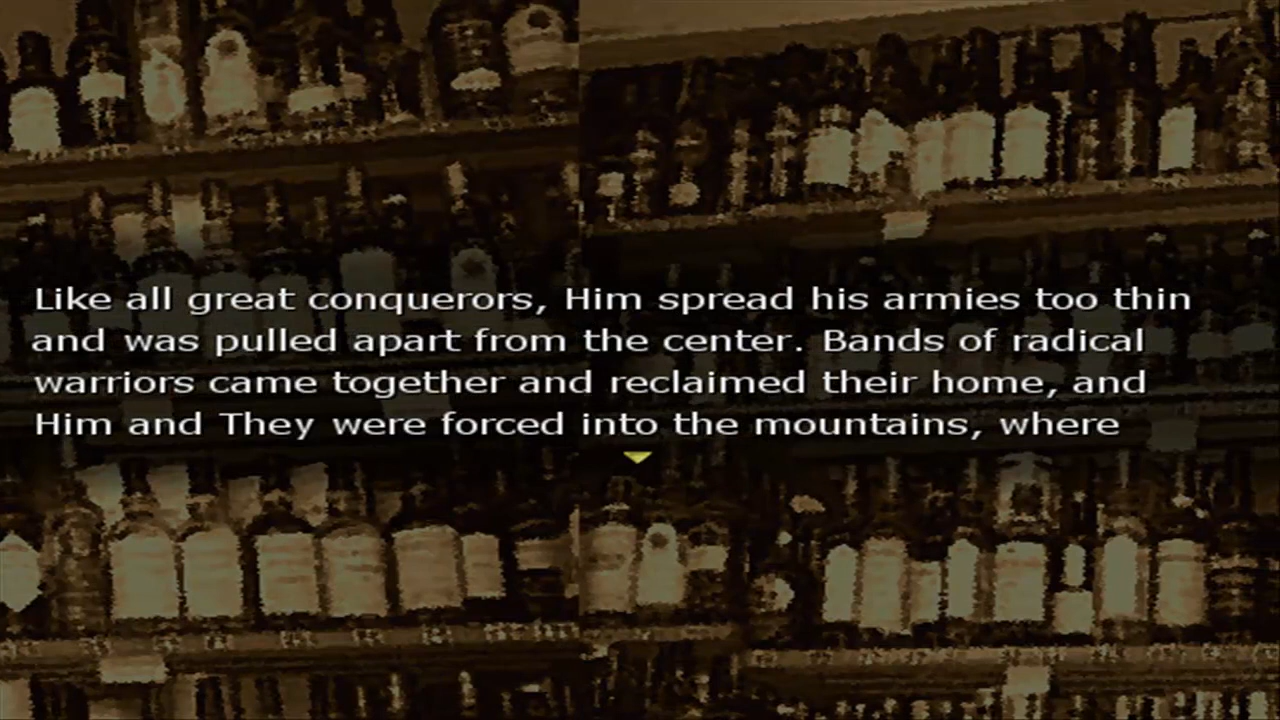 Like all great conquerors, Him spread his armies too thin
and was pulled apart from the center. Bands of radical
warriors came together and reclaimed their home, and
Him and They were forced into the mountains, where